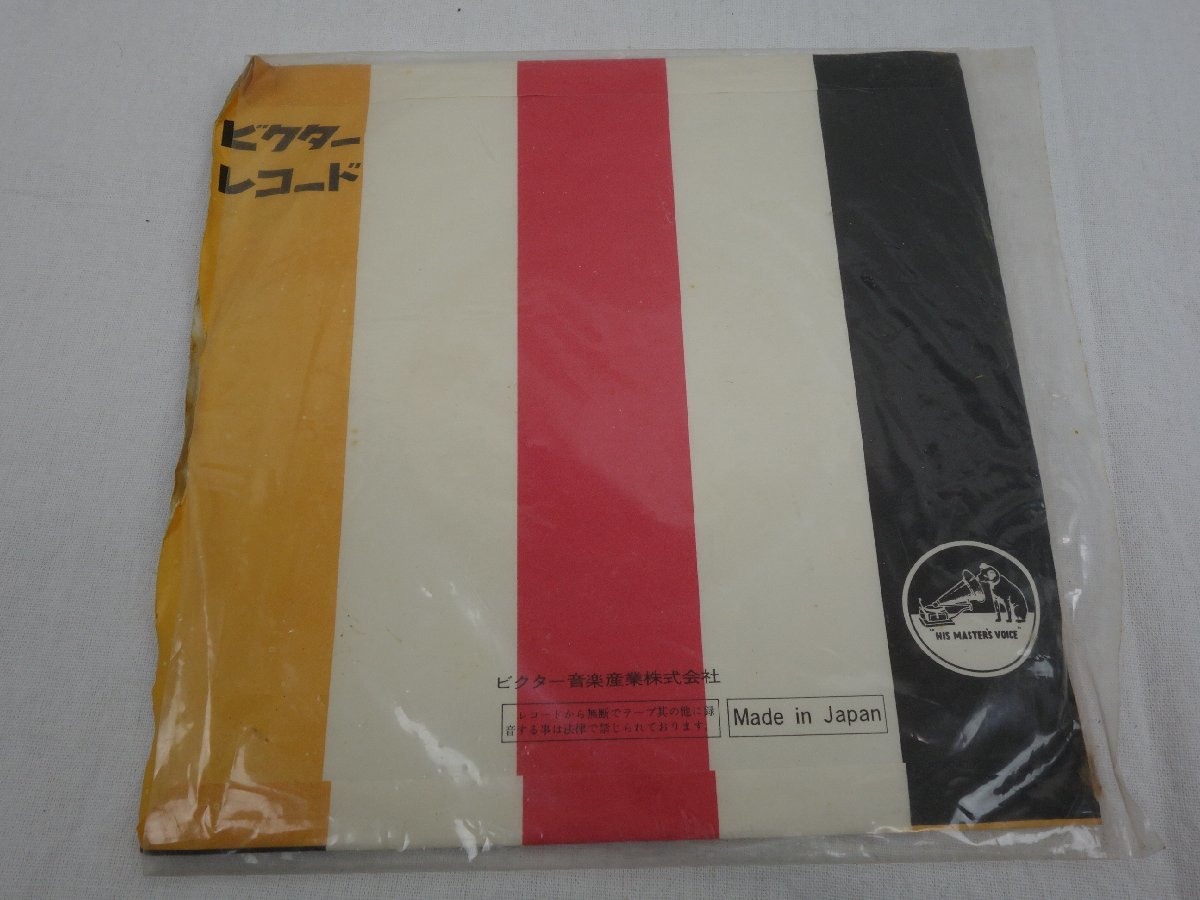 ビクター
レコード
"HIS MASTER'S VOICE"
ビクター音楽産業株式会社
レコードから無断でテープ其の他に録
音する事は法律で禁じられております。
Made in Japan